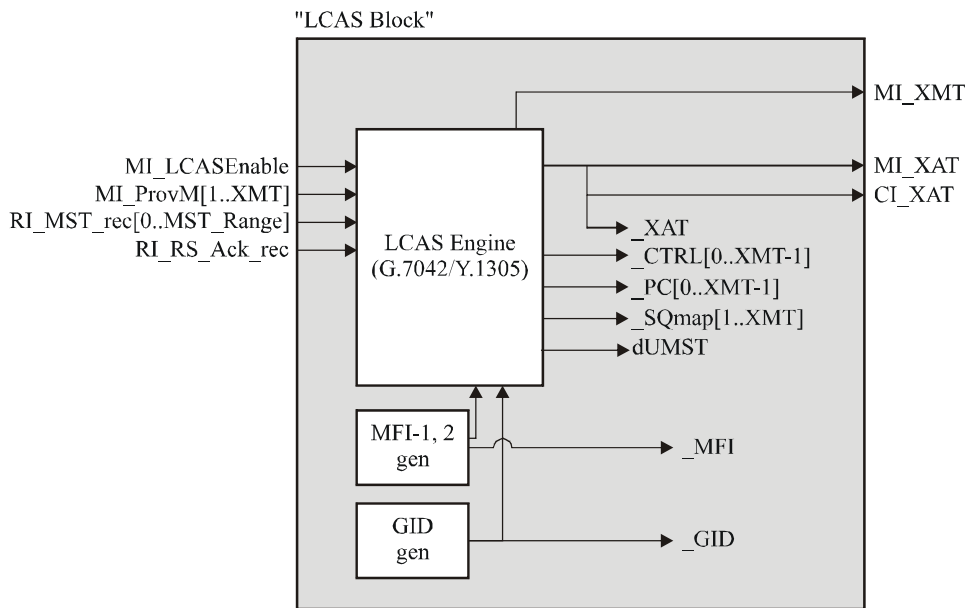 "LCAS Block"
MI_XMT
MI_LCASEnable
MI_ProvM[1..XMT]
RI_MST_rec[0..MST_Range]
RI_RS_Ack_rec
LCAS Engine
(G.7042/Y.1305)
MI_XAT
CI_XAT
_XAT
_CTRL[0..XMT-1]
_PC[0..XMT-1]
_SQmap[1..XMT]
dUMST
MFI-1, 2
gen
_MFI
GID
gen
_GID